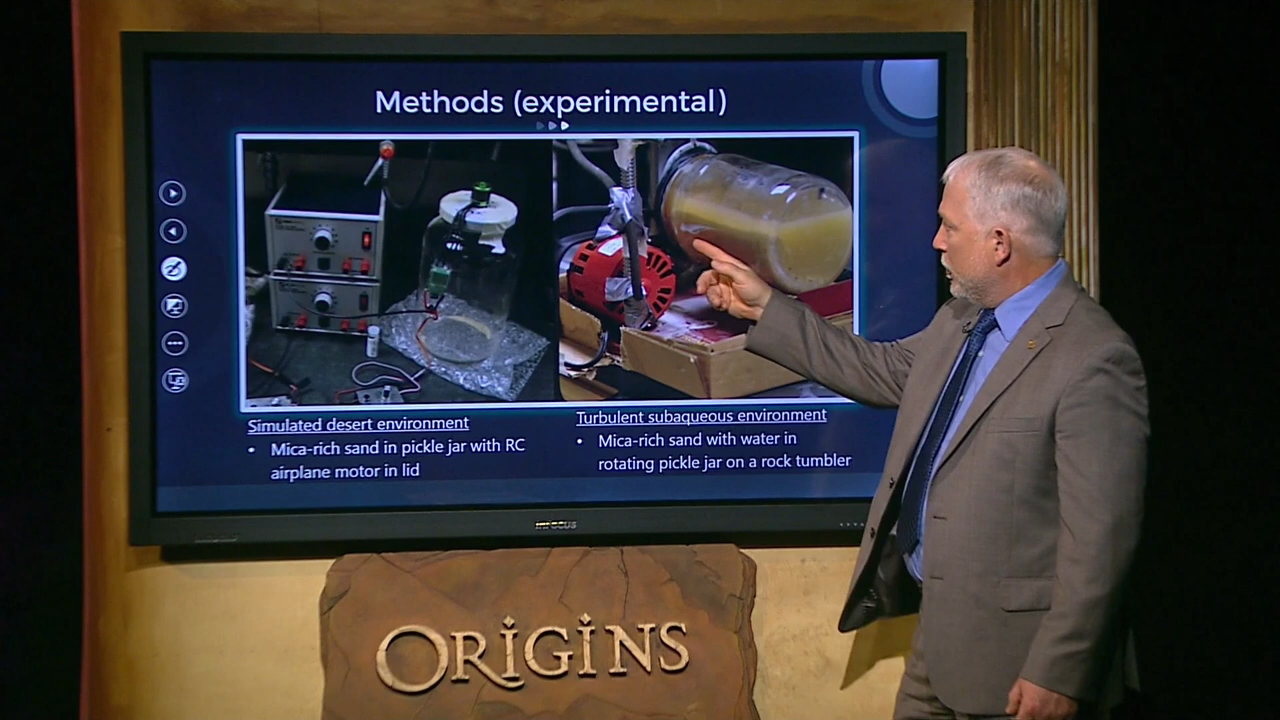 Methods (experimental)
Simulated desert environment
• Mica-rich sand in pickle jar with RC
airplane motor in lid
Turbulent subaqueous environment
• Mica-rich sand with water in
rotating pickle jar on a rock tumbler
INFOCUS
ORIGINS